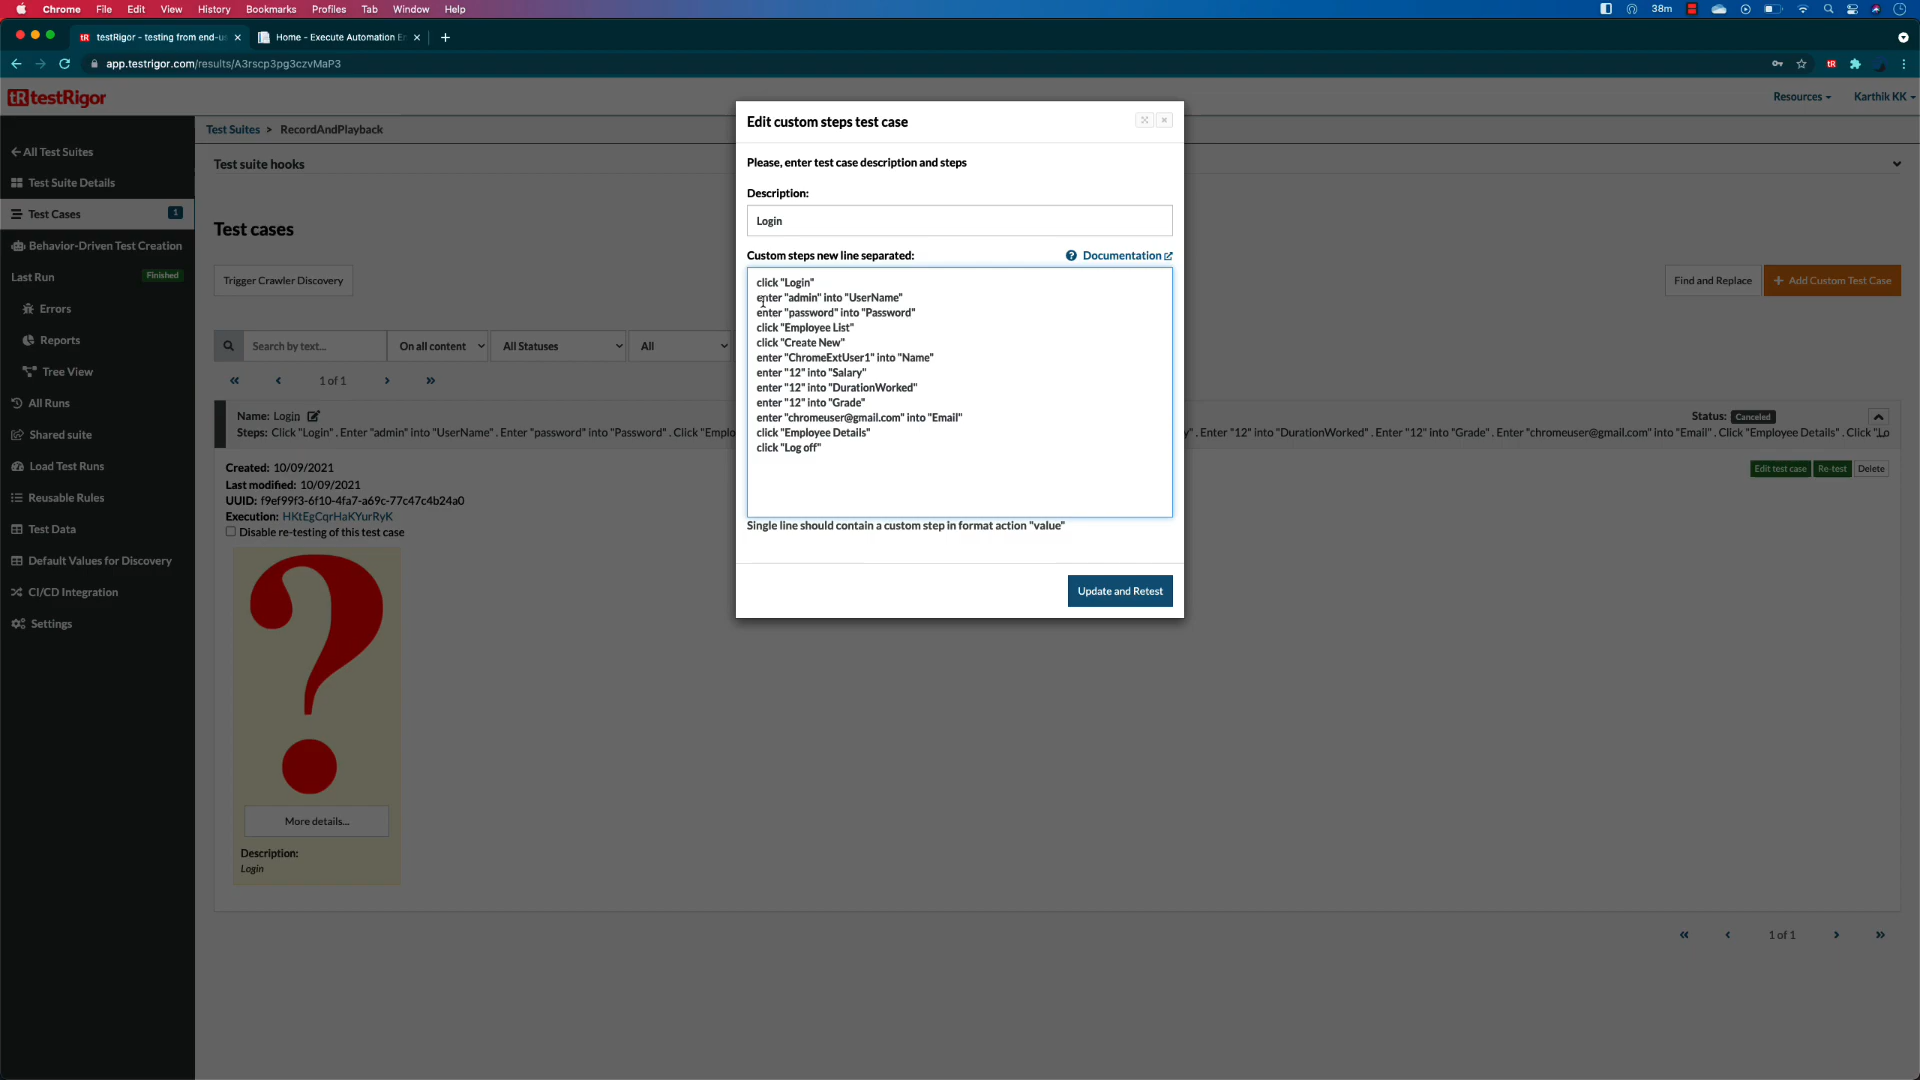 Chrome File Edit View History Bookmarks Profiles Tab Window Help 38m
testRigor - testing from end-u Home - Execute Automation E
app.testrigor.com/results/A3rscp3pg3czvMaP3
tR testRigor Resources Karthik KK
Test Suites > RecordAndPlayback
Test suite hooks
All Test Suites
Test Suite Details
Test Cases 1
Behavior-Driven Test Creation
Last Run Finished
Errors
Reports
Tree View
All Runs
Shared suite
Load Test Runs
Reusable Rules
Test Data
Default Values for Discovery
CI/CD Integration
Settings
Test cases
Trigger Crawler Discovery Find and Replace + Add Custom Test Case
Search by text... On all content All Statuses All
« ‹ 1 of 1 › »
Name: Login Status: Canceled
Steps: Click "Login" . Enter "admin" into "UserName" . Enter "password" into "Password" . Click "Emplo y" . Enter "12" into "DurationWorked" . Enter "12" into "Grade" . Enter "chromeuser@gmail.com" into "Email" . Click "Employee Details" . Click "Lo
Created: 10/09/2021
Last modified: 10/09/2021
UUID: f9ef99f3-6f10-4fa7-a69c-77c47c4b24a0
Execution: HKtEgCqrHaKYurRyK
Disable re-testing of this test case
Edit test case Re-test Delete
?
More details...
Description:
Login
« ‹ 1 of 1 › »
Edit custom steps test case
Please, enter test case description and steps
Description:
Login
Custom steps new line separated: Documentation
click "Login"
enter "admin" into "UserName"
enter "password" into "Password"
click "Employee List"
click "Create New"
enter "ChromeExtUser1" into "Name"
enter "12" into "Salary"
enter "12" into "DurationWorked"
enter "12" into "Grade"
enter "chromeuser@gmail.com" into "Email"
click "Employee Details"
click "Log off"
Single line should contain a custom step in format action "value"
Update and Retest